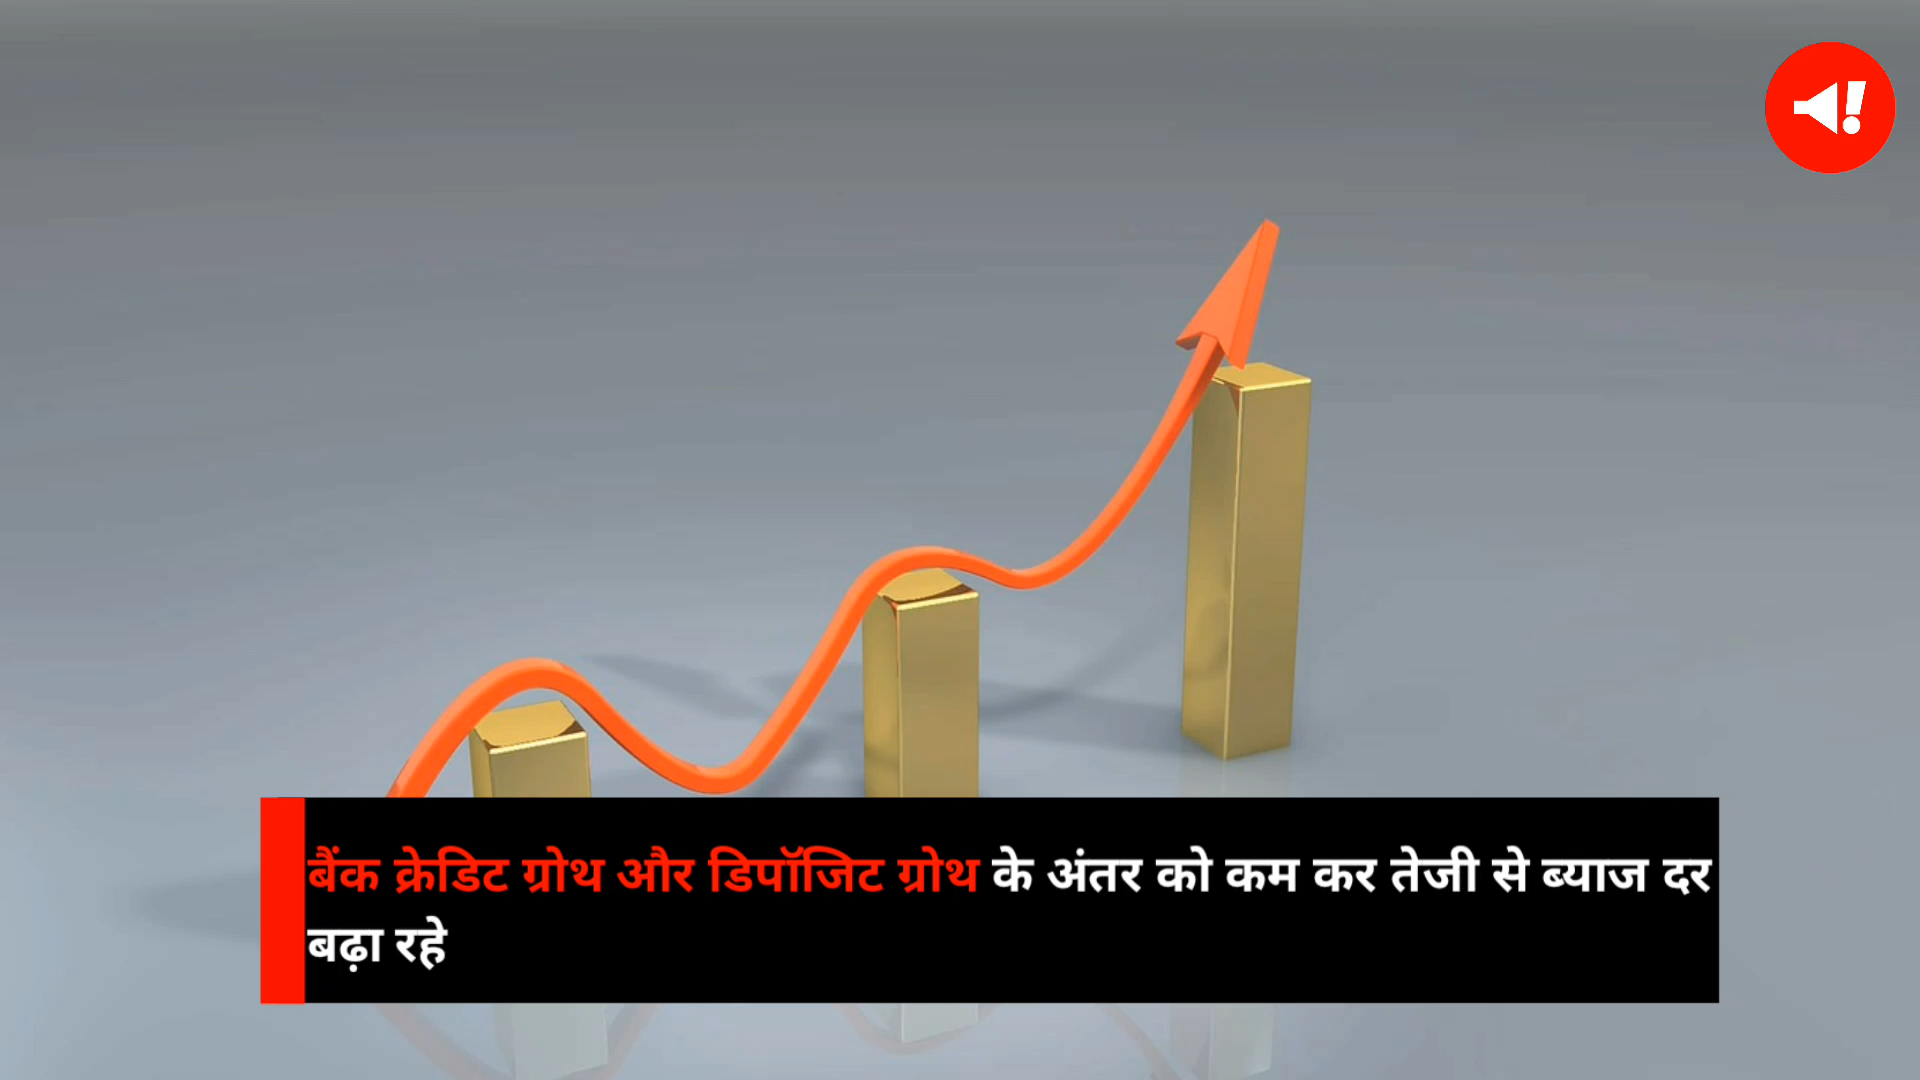 बैंक क्रेडिट ग्रोथ और डिपॉजिट ग्रोथ के अंतर को कम कर तेजी से ब्याज दर
बढ़ा रहे